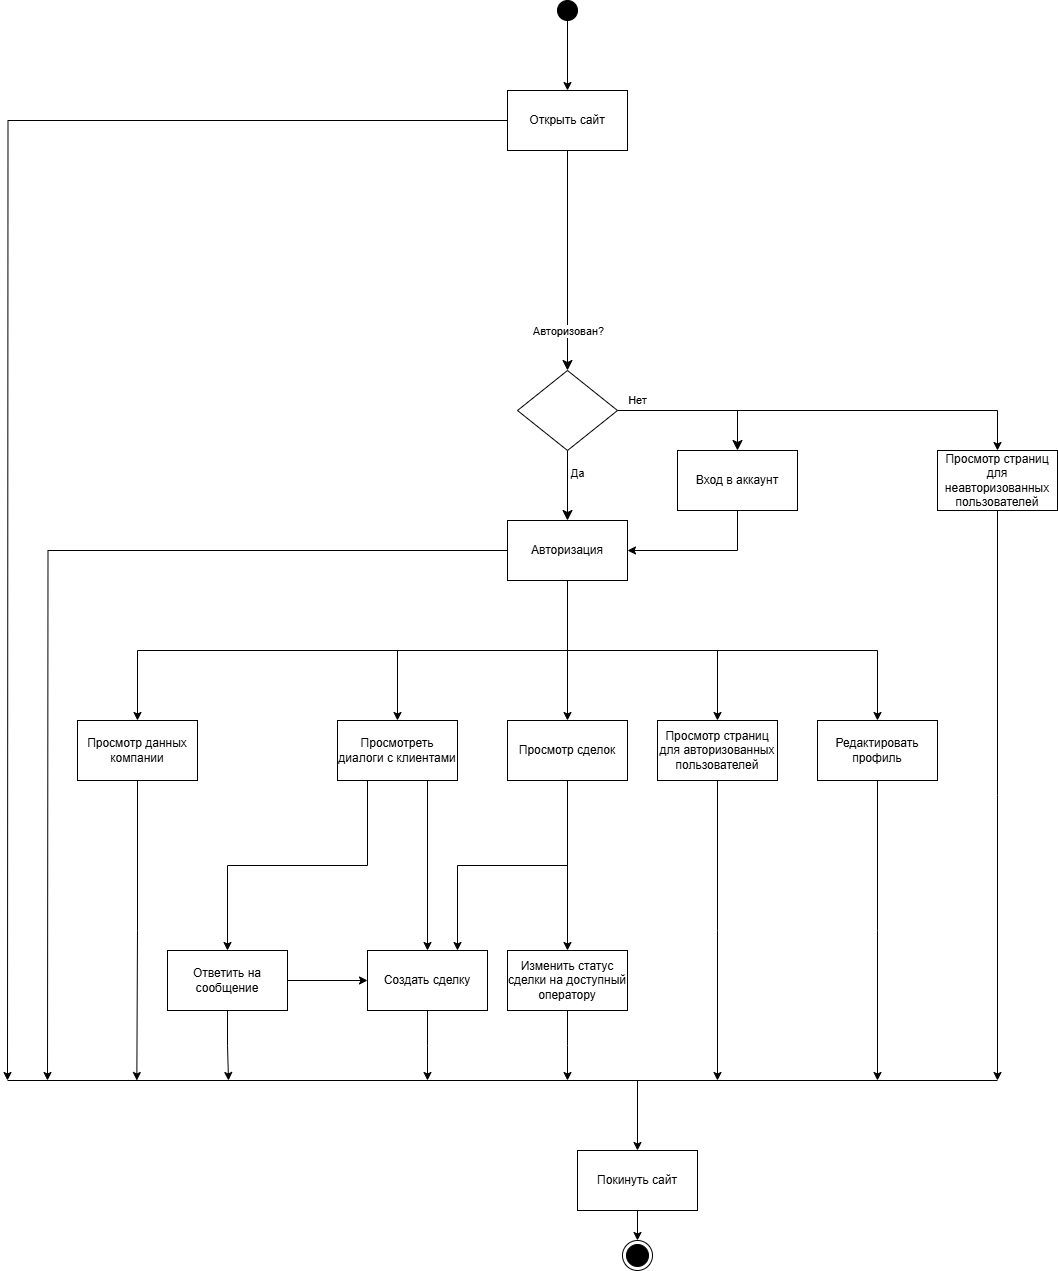 Открыть сайт
Авторизован?
Нет
Да
Вход в аккаунт
Просмотр страниц
для
неавторизованных
пользователей
Авторизация
Просмотр данных
компании
Просмотреть
диалоги с клиентами
Просмотр сделок
Просмотр страниц
для авторизованных
пользователей
Редактировать
профиль
Ответить на
сообщение
Создать сделку
Изменить статус
сделки на доступный
оператору
Покинуть сайт